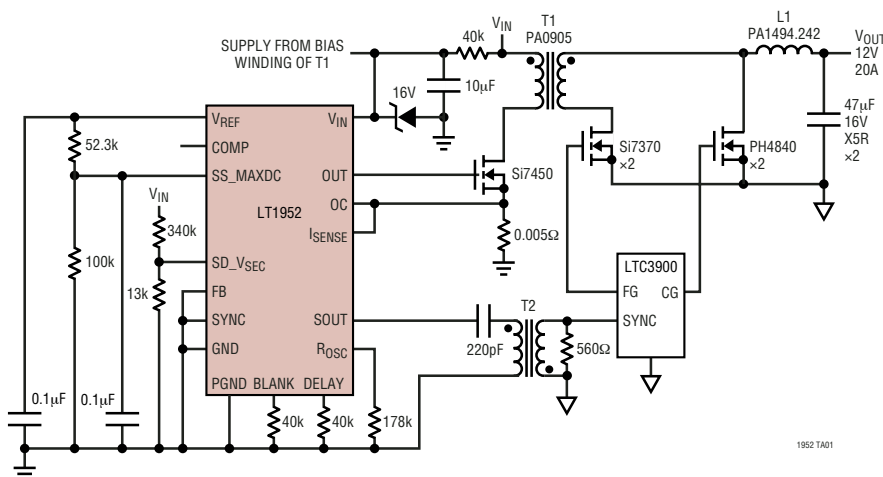 SUPPLY FROM BIAS
WINDING OF T1
40k
VIN
T1
PA0905
L1
PA1494.242
VOUT
12V
20A
10µF
16V
47µF
16V
X5R
×2
52.3k
VREF
VIN
COMP
SS_MAXDC
OUT
LT1952
OC
ISENSE
Si7450
Si7370
×2
PH4840
×2
VIN
340k
100k
13k
SD_VSEC
FB
SYNC
SOUT
GND
ROSC
PGND
BLANK
DELAY
0.005Ω
LTC3900
FG
CG
SYNC
T2
220pF
560Ω
0.1µF
0.1µF
40k
40k
178k
1952 TA01